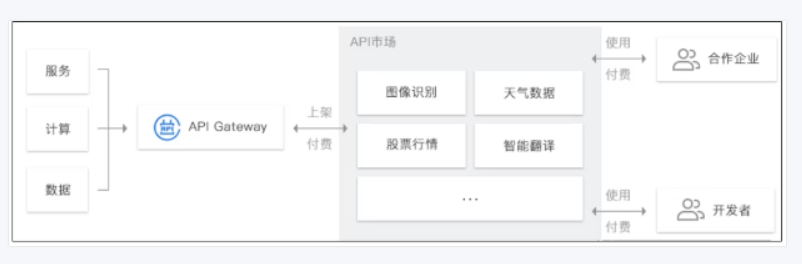 API市场
使用
付费
合作企业
服务
图像识别
天气数据
计算
API
API Gateway
上架
付费
股票行情
智能翻译
数据
...
使用
付费
开发者